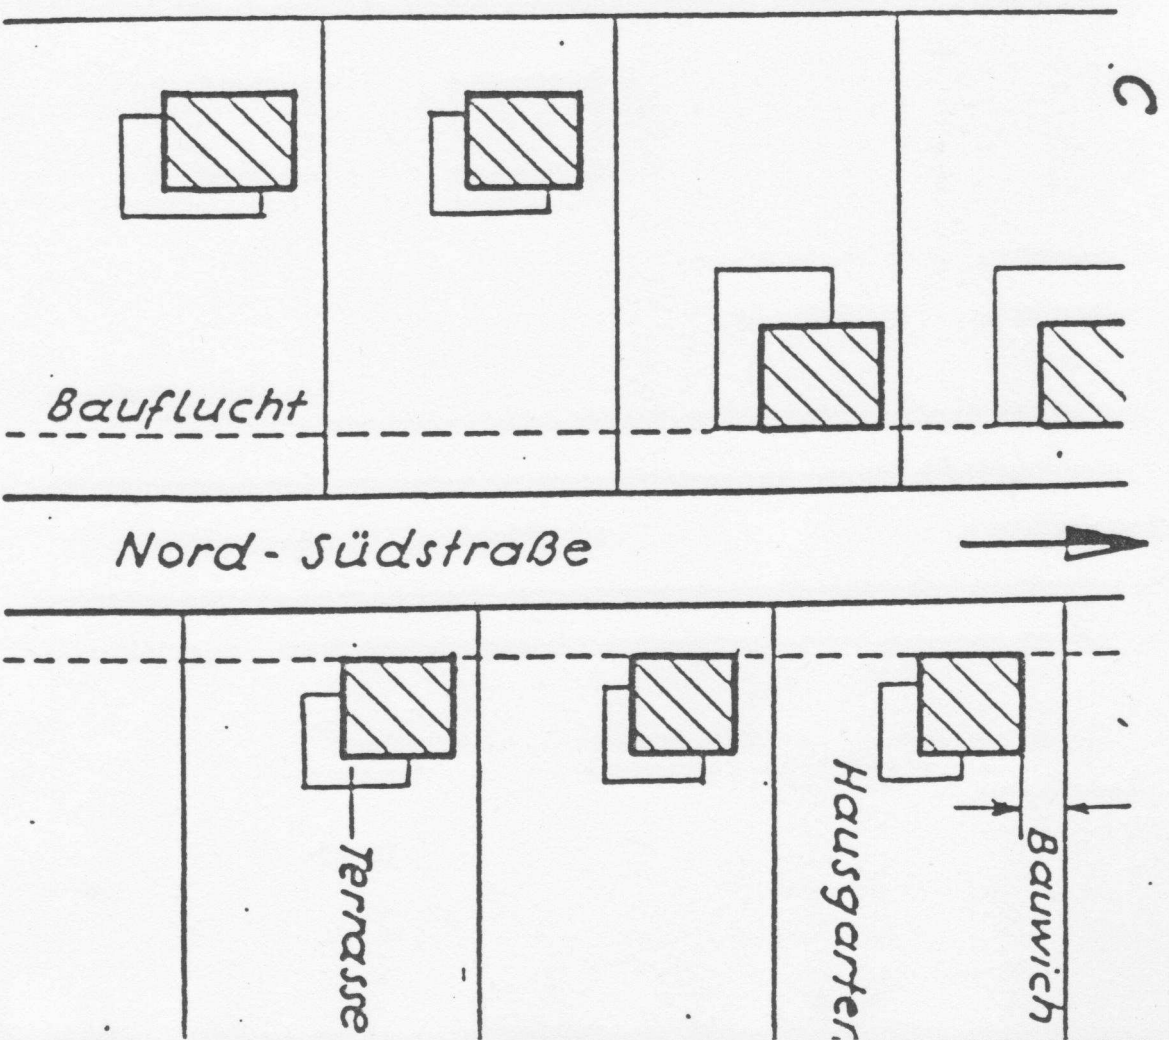 C
Bauflucht
Nord-Südstraße
Terrasse
Hausgarten
Bauwich